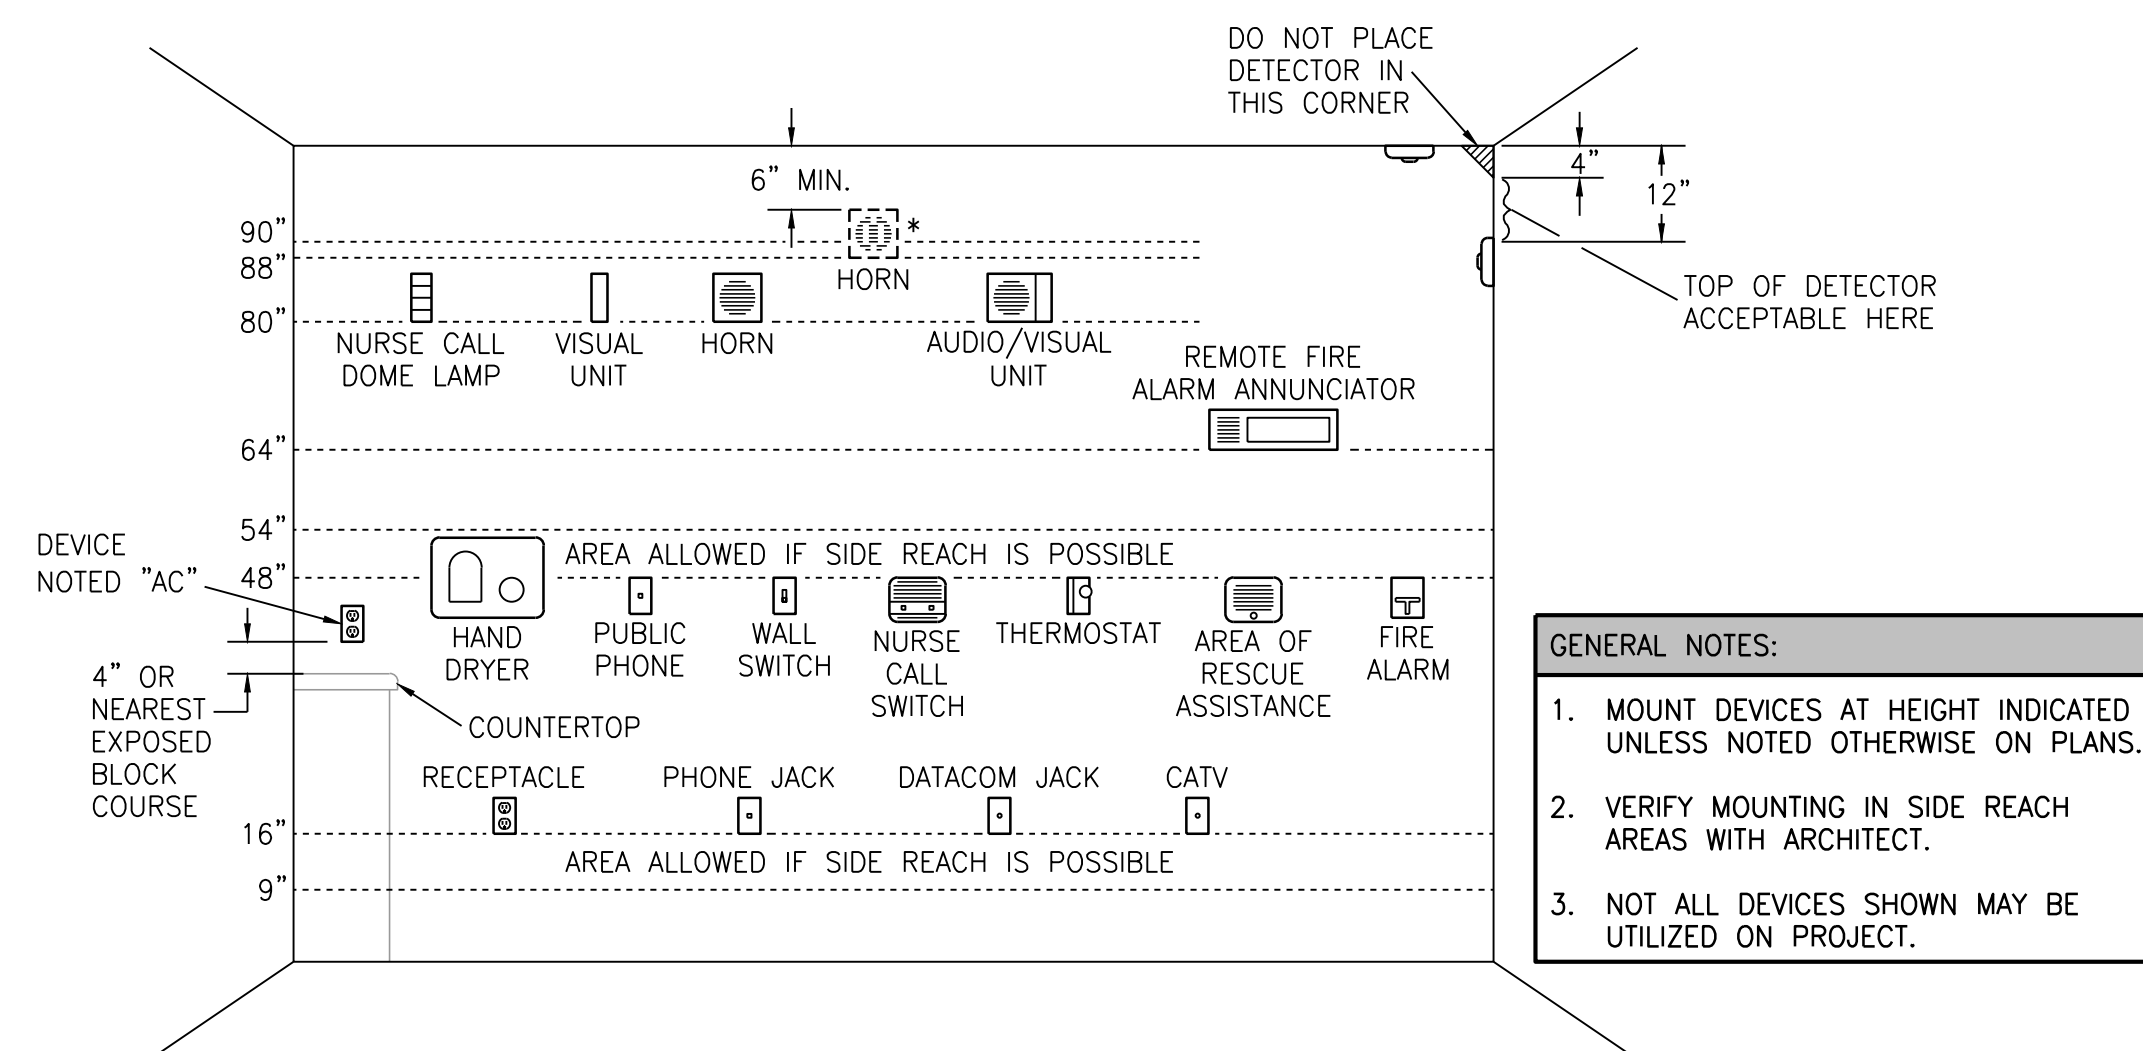 DO NOT PLACE
DETECTOR IN
THIS CORNER
4”
12”
6” MIN.
90”
*
88”
HORN
TOP OF DETECTOR
ACCEPTABLE HERE
80”
NURSE CALL
DOME LAMP
VISUAL
UNIT
HORN
AUDIO/VISUAL
UNIT
REMOTE FIRE
ALARM ANNUNCIATOR
64”
54”
AREA ALLOWED IF SIDE REACH IS POSSIBLE
DEVICE
NOTED ”AC”
48”
HAND
DRYER
PUBLIC
PHONE
WALL
SWITCH
NURSE
CALL
SWITCH
THERMOSTAT
AREA OF
RESCUE
ASSISTANCE
FIRE
ALARM
4” OR
NEAREST
EXPOSED
BLOCK
COURSE
COUNTERTOP
RECEPTACLE
PHONE JACK
DATACOM JACK
CATV
16”
AREA ALLOWED IF SIDE REACH IS POSSIBLE
9”
GENERAL NOTES:
1. MOUNT DEVICES AT HEIGHT INDICATED
UNLESS NOTED OTHERWISE ON PLANS.
2. VERIFY MOUNTING IN SIDE REACH
AREAS WITH ARCHITECT.
3. NOT ALL DEVICES SHOWN MAY BE
UTILIZED ON PROJECT.